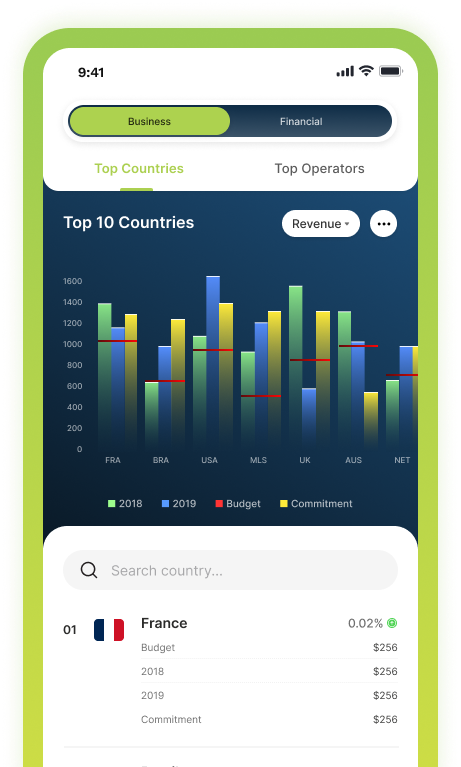 9:41
Business Financial
Top Countries Top Operators
Top 10 Countries Revenue
1600
1400
1200
1000
800
600
400
200
0
FRA BRA USA MLS UK AUS NET
2018 2019 Budget Commitment
Search country...
01 France 0.02%
Budget $256
2018 $256
2019 $256
Commitment $256